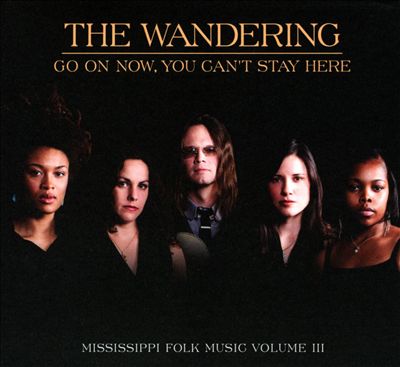 THE WANDERING
GO ON NOW, YOU CAN'T STAY HERE
MISSISSIPPI FOLK MUSIC VOLUME III